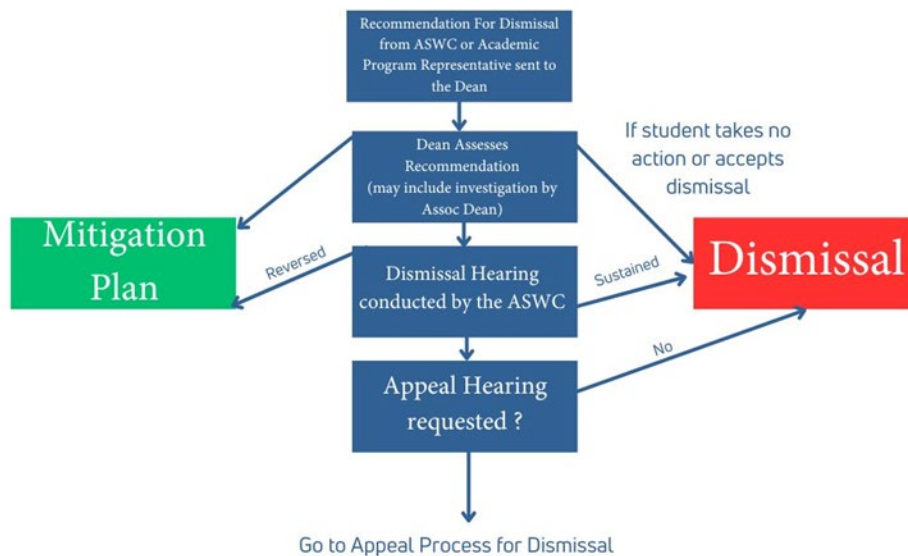 Recommendation For Dismissal
from ASWC or Academic
Program Representative sent to
the Dean
If student takes no
action or accepts
dismissal
Dean Assesses
Recommendation
(may include investigation by
Assoc Dean)
Mitigation
Plan
Reversed
Dismissal Hearing
conducted by the ASWC
Sustained
Dismissal
Appeal Hearing
requested ?
No
Go to Appeal Process for Dismissal